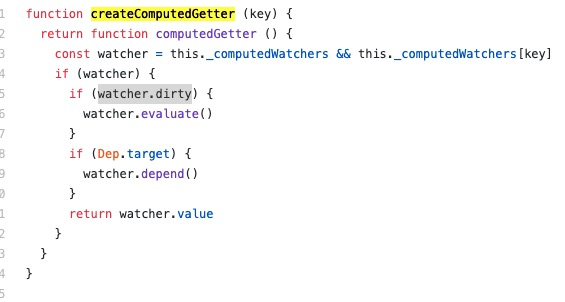 1 function createComputedGetter (key) {
2 return function computedGetter () {
3 const watcher = this._computedWatchers && this._computedWatchers[key]
4 if (watcher) {
5 if (watcher.dirty) {
6 watcher.evaluate()
7 }
8 if (Dep.target) {
9 watcher.depend()
0 }
1 return watcher.value
2 }
3 }
4 }
5